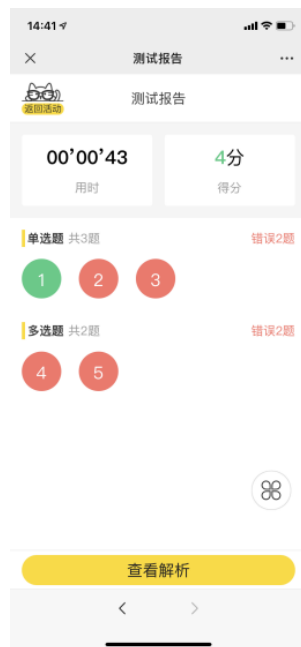 14:41
测试报告
返回活动
测试报告
00’00’43 4分
用时 得分
单选题 共3题 错误2题
1 2 3
多选题 共2题 错误2题
4 5
查看解析